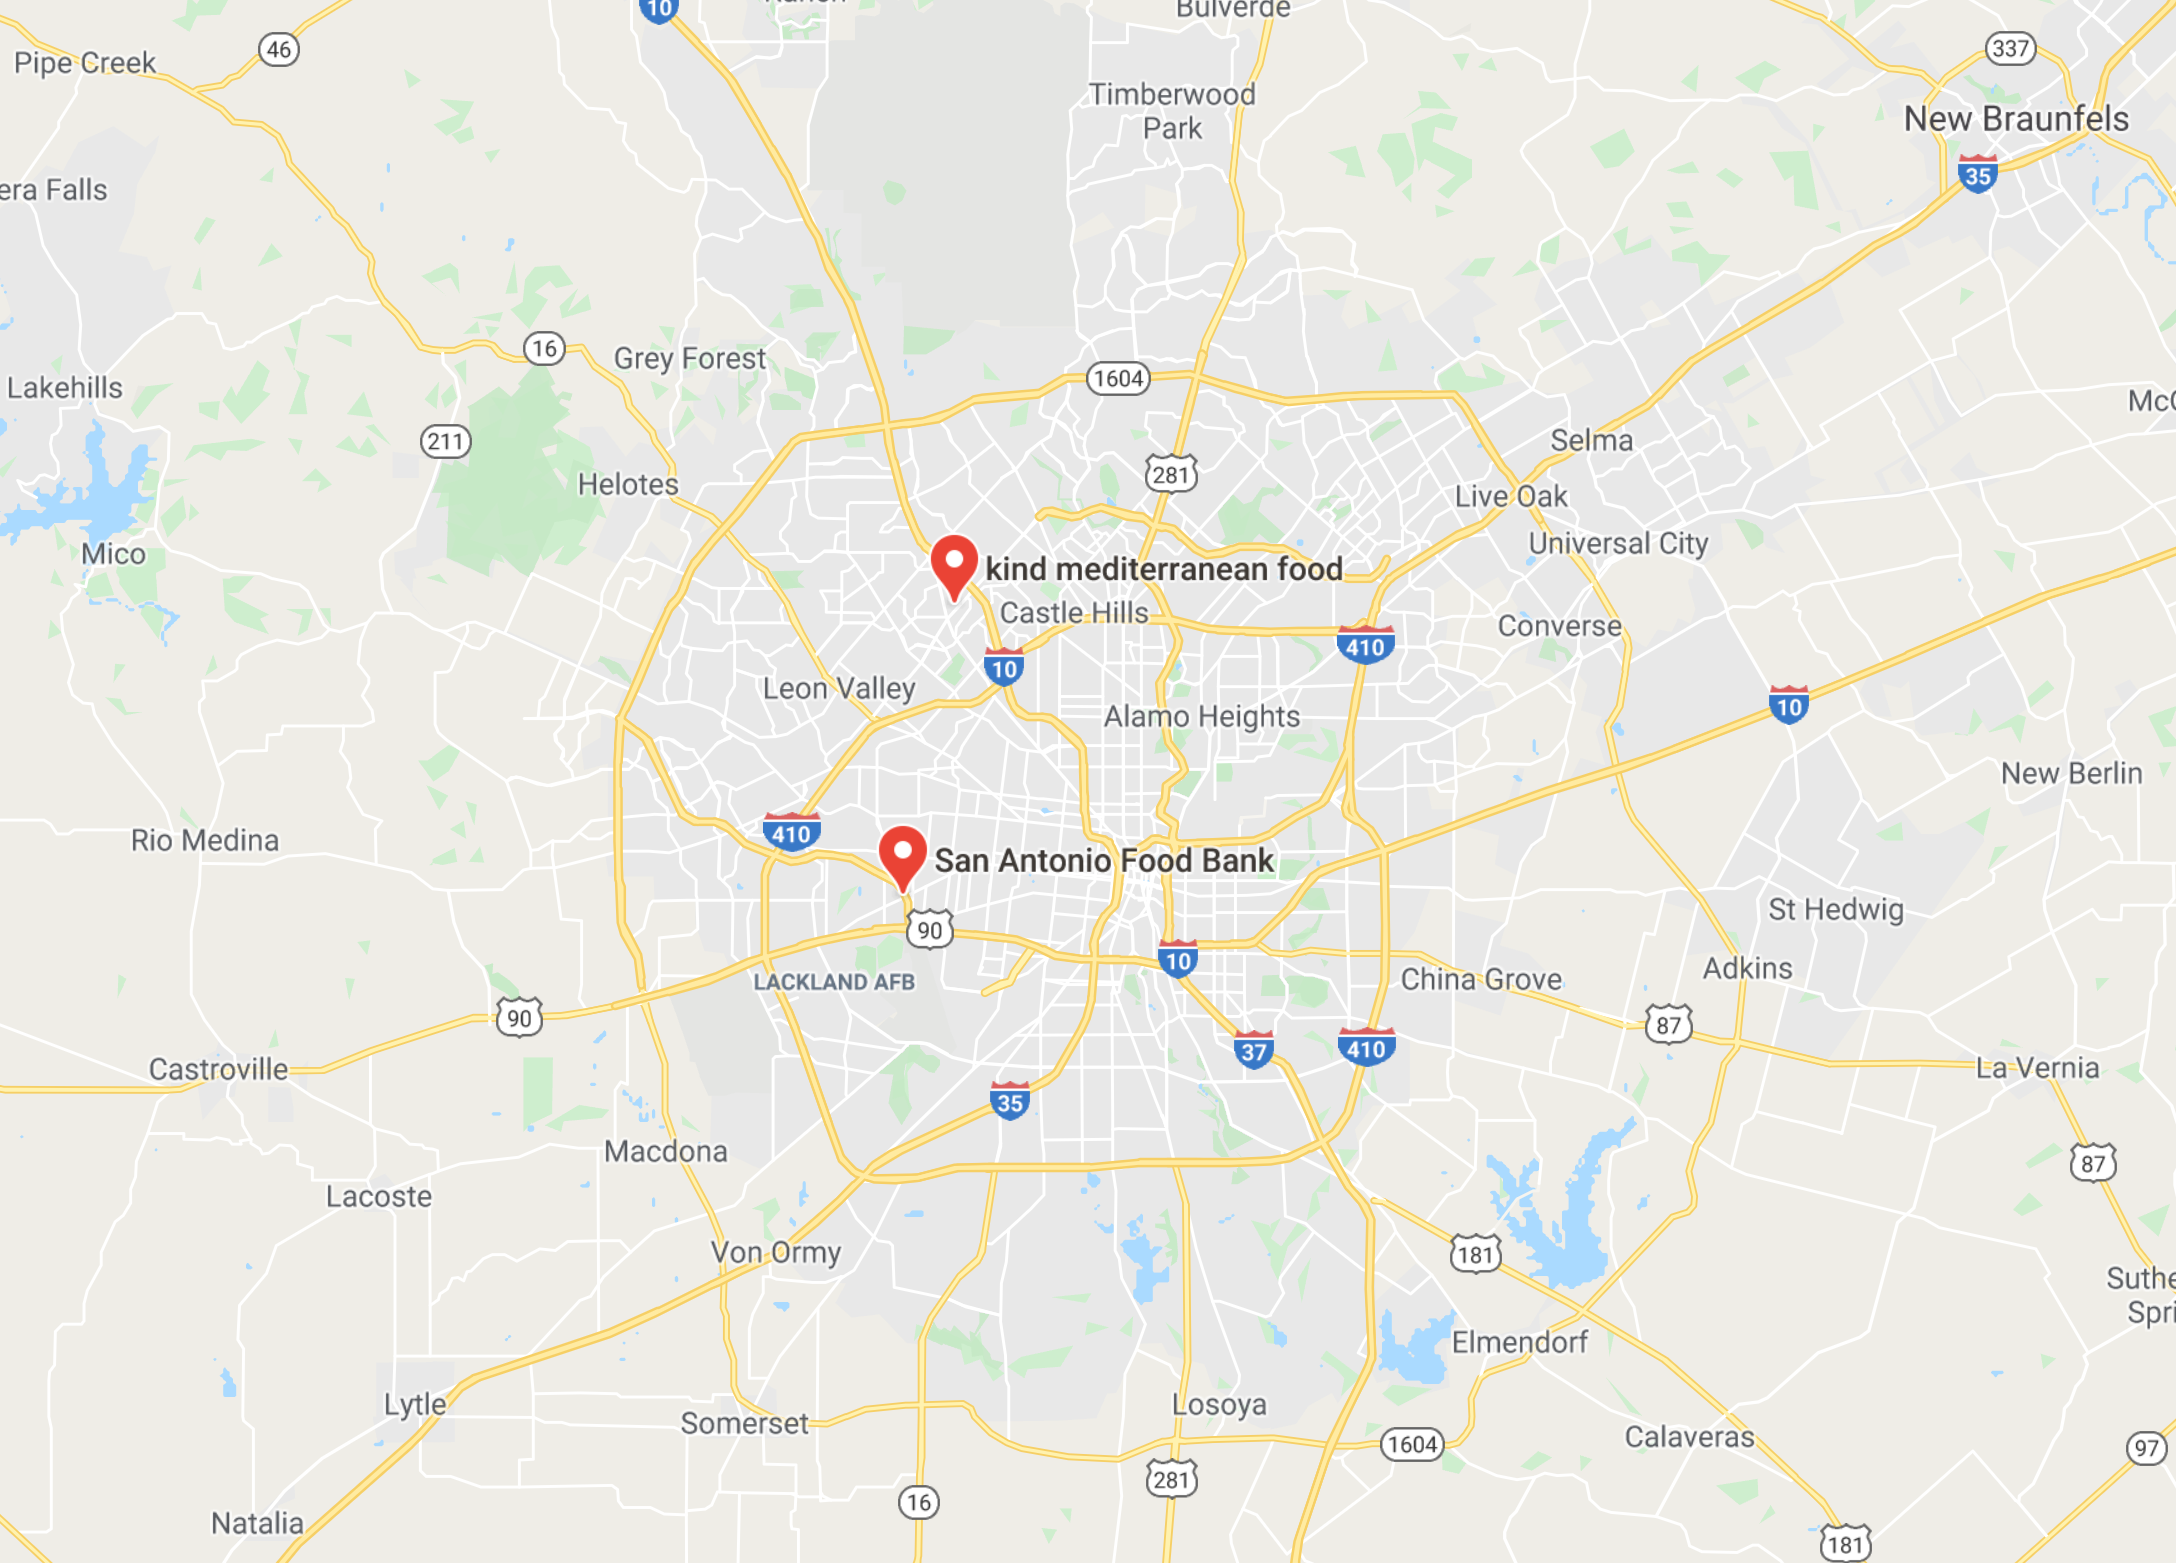 10
Ranch
Bulverde
46
337
Pipe Creek
Timberwood
Park
New Braunfels
35
era Falls
16
Grey Forest
1604
Lakehills
McC
211
Selma
281
Helotes
Live Oak
Universal City
Mico
kind mediterranean food
Castle Hills
Converse
410
10
Leon Valley
10
Alamo Heights
New Berlin
410
Rio Medina
San Antonio Food Bank
St Hedwig
90
10
Adkins
LACKLAND AFB
China Grove
90
87
37
410
Castroville
La Vernia
35
Macdona
87
Lacoste
Von Ormy
181
Suthe
Spri
Elmendorf
Lytle
Losoya
Somerset
Calaveras
1604
97
281
16
Natalia
181